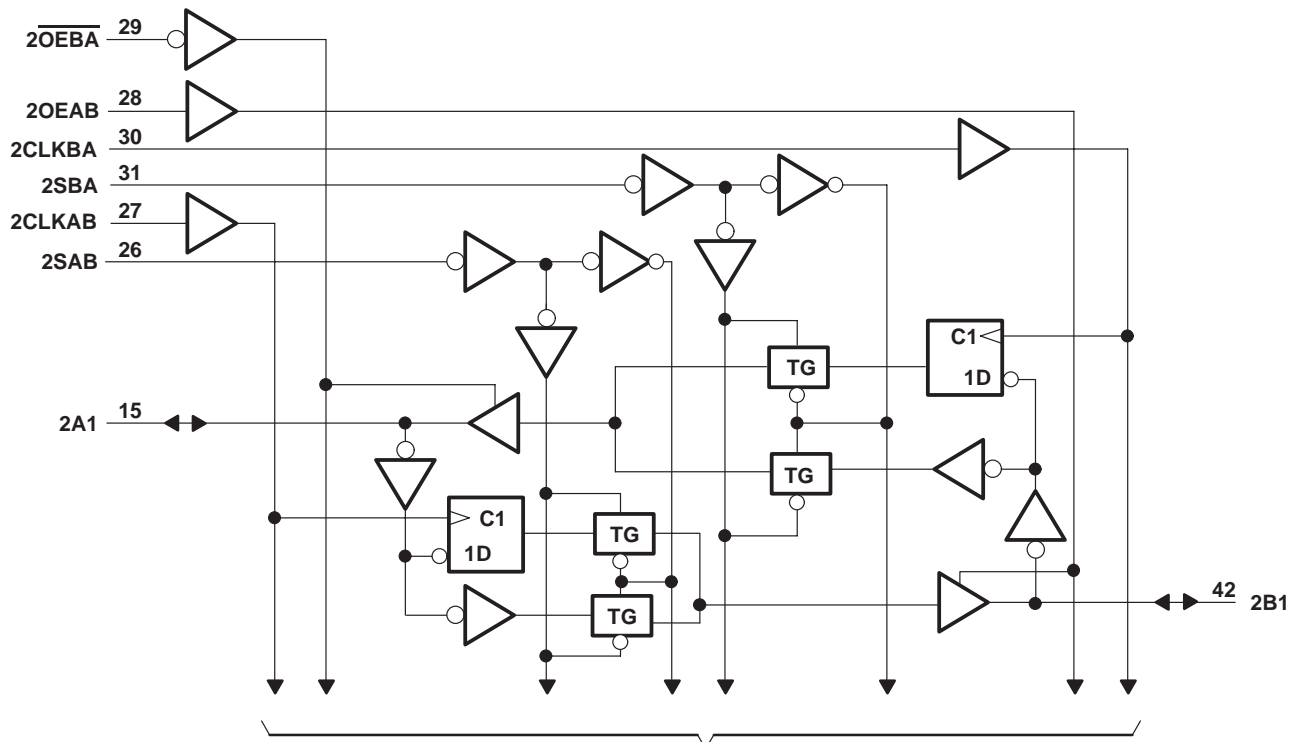 2O̅E̅B̅A̅ 29
2OEAB 28
2CLKBA 30
2SBA 31
2CLKAB 27
2SAB 26
C1
1D
TG
2A1 15
TG
C1
1D
TG
TG
42 2B1